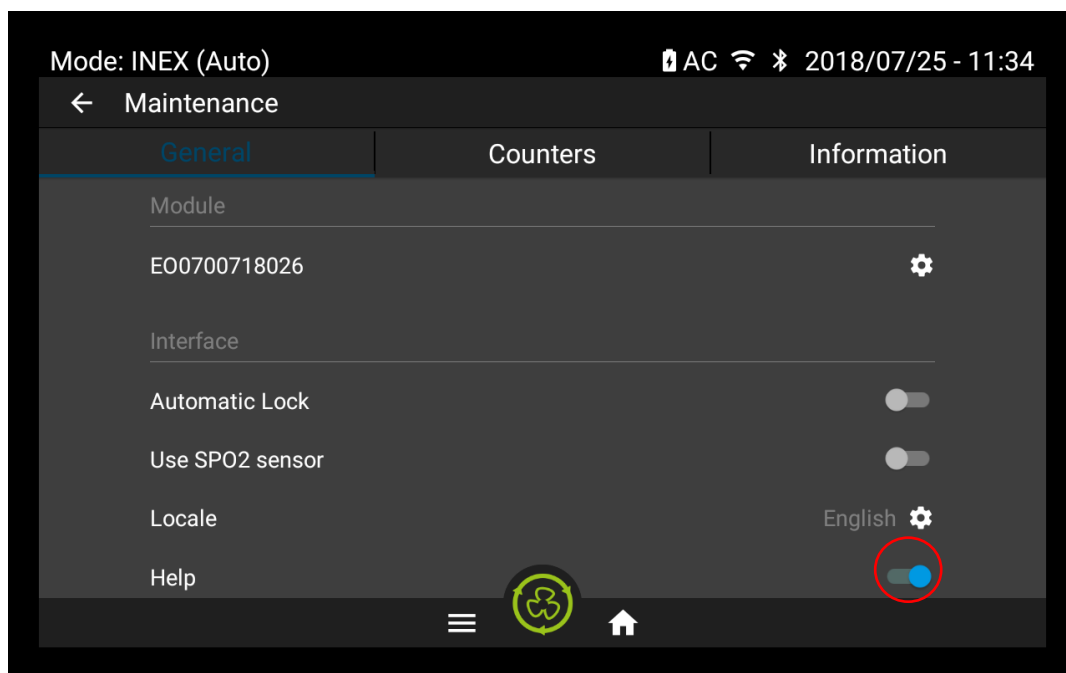 Mode: INEX (Auto) AC 2018/07/25 - 11:34
Maintenance
General Counters Information
Module
EO0700718026
Interface
Automatic Lock
Use SPO2 sensor
Locale English
Help